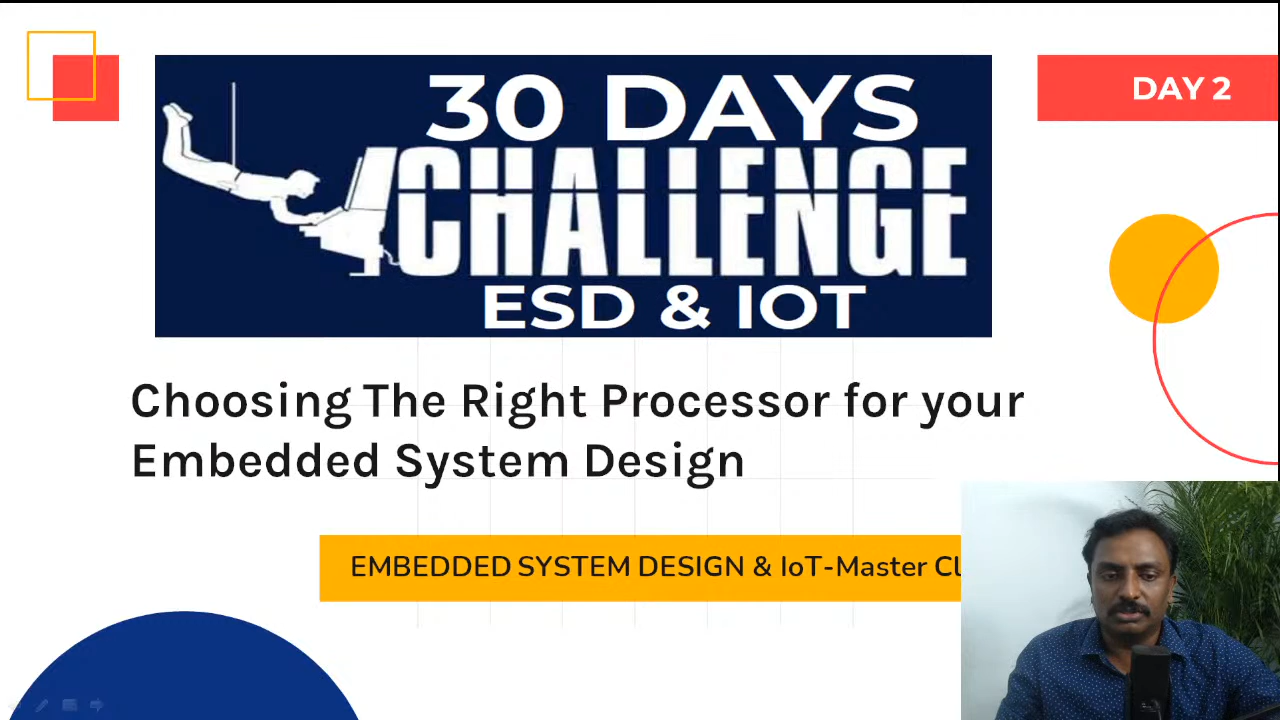 30 DAYS
CHALLENGE
ESD & IOT
DAY 2
Choosing The Right Processor for your
Embedded System Design
EMBEDDED SYSTEM DESIGN & IoT-Master Cl